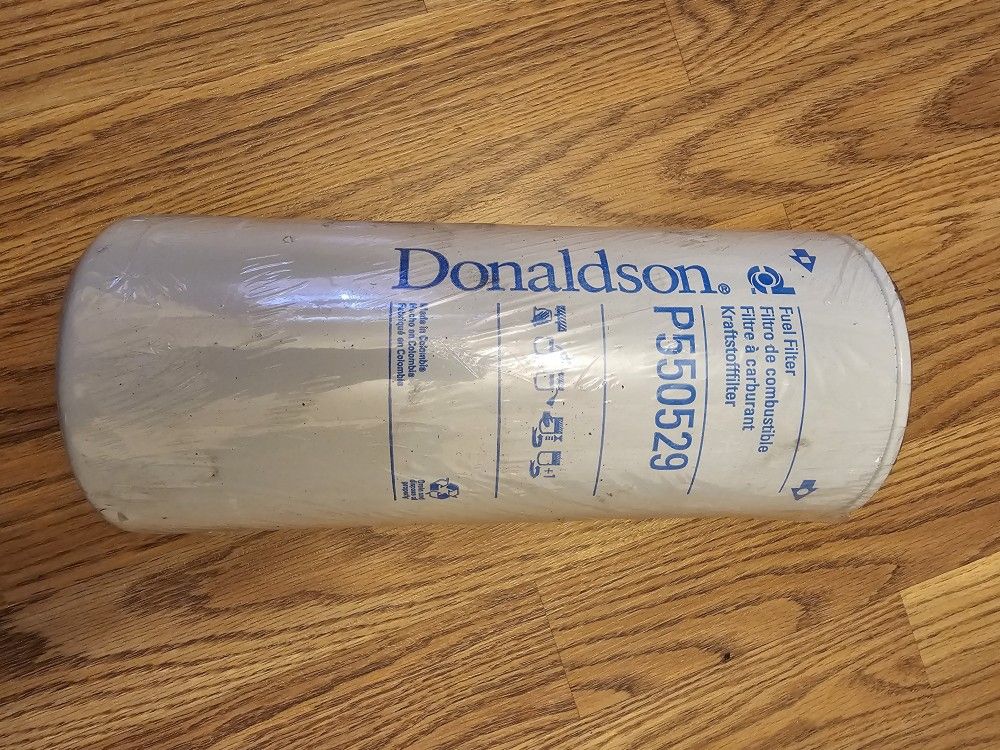 Donaldson®
Fuel Filter
Filtro de combustible
Filtre à carburant
Kraftstofffilter
P550529
+1
Made in Colombia
Hecho en Colombia
Fabriqué en Colombie